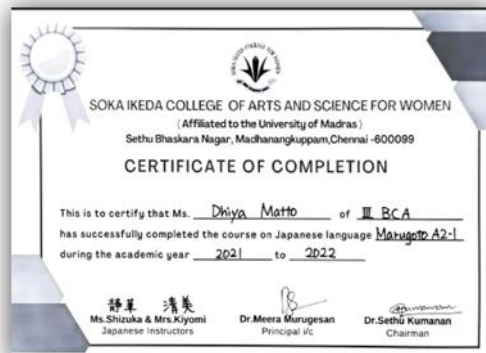 SOKA IKEDA COLLEGE OF ARTS AND SCIENCE FOR WOMEN
(Affiliated to the University of Madras)
Sethu Bhaskara Nagar, Madhanangkuppam,Chennai -600099
CERTIFICATE OF COMPLETION
This is to certify that Ms. Dhiya Matto of III BCA
has successfully completed the course on Japanese language Marugoto A2-1
during the academic year 2021 to 2022
静華 清美
Ms.Shizuka & Mrs.Kiyomi Dr.Meera Murugesan Dr.Sethu Kumanan
Japanese Instructors Principal i/c Chairman